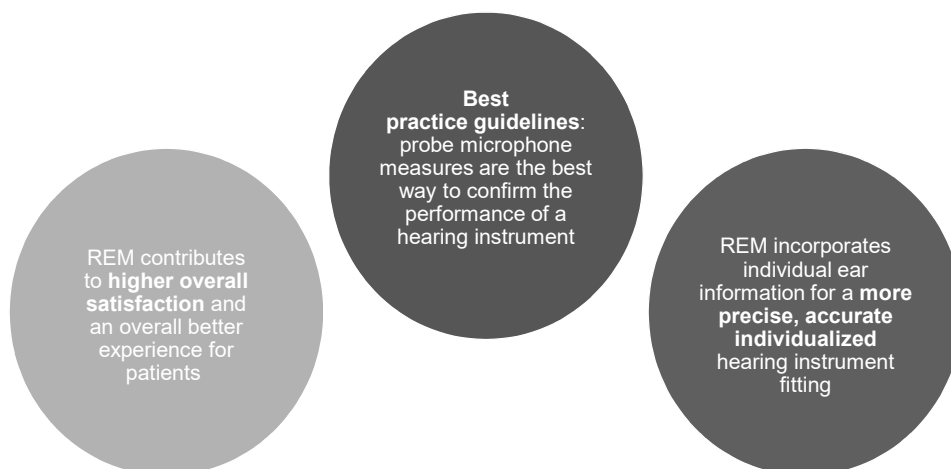 REM contributes
to higher overall
satisfaction and
an overall better
experience for
patients
Best
practice guidelines:
probe microphone
measures are the best
way to confirm the
performance of a
hearing instrument
REM incorporates
individual ear
information for a more
precise, accurate
individualized
hearing instrument
fitting